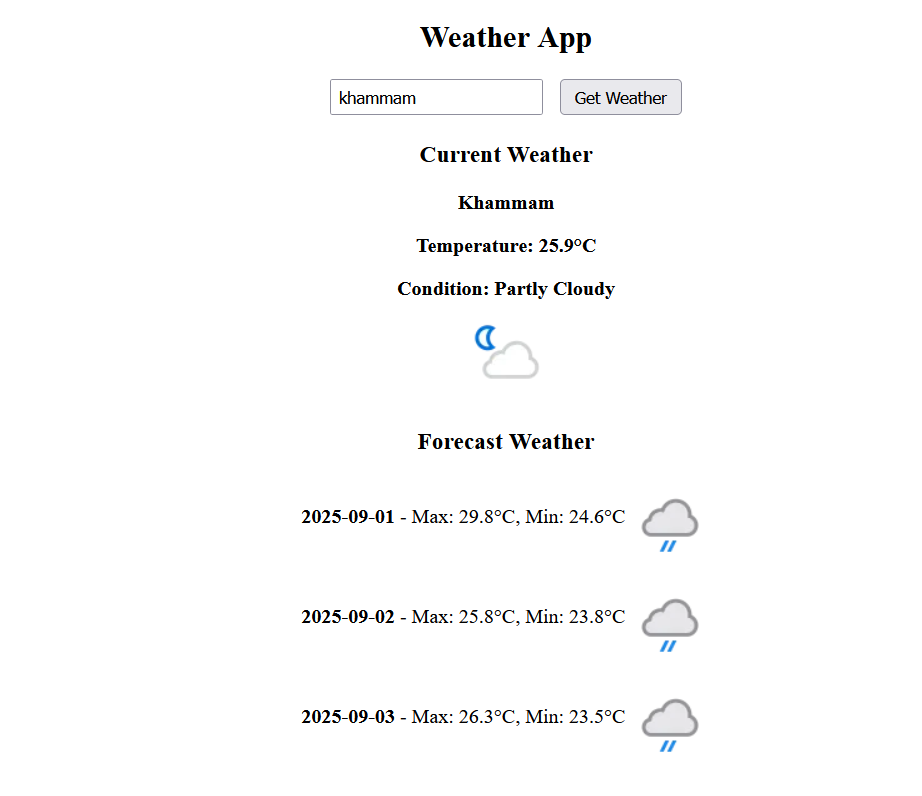 Weather App
khammam Get Weather
Current Weather
Khammam
Temperature: 25.9°C
Condition: Partly Cloudy
Forecast Weather
2025-09-01 - Max: 29.8°C, Min: 24.6°C
2025-09-02 - Max: 25.8°C, Min: 23.8°C
2025-09-03 - Max: 26.3°C, Min: 23.5°C